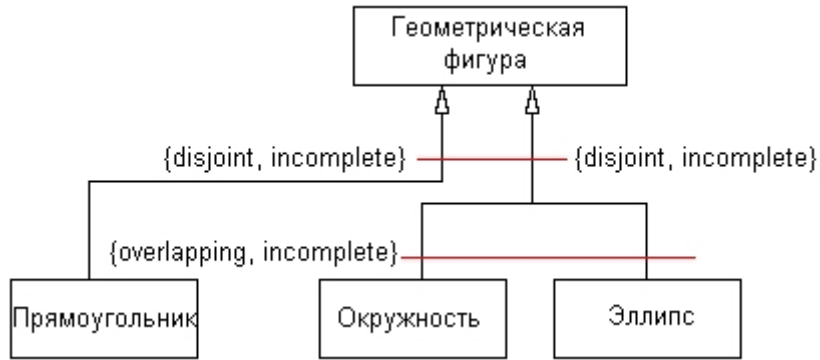 Геометрическая
фигура
{disjoint, incomplete} {disjoint, incomplete}
{overlapping, incomplete}
Прямоугольник Окружность Эллипс